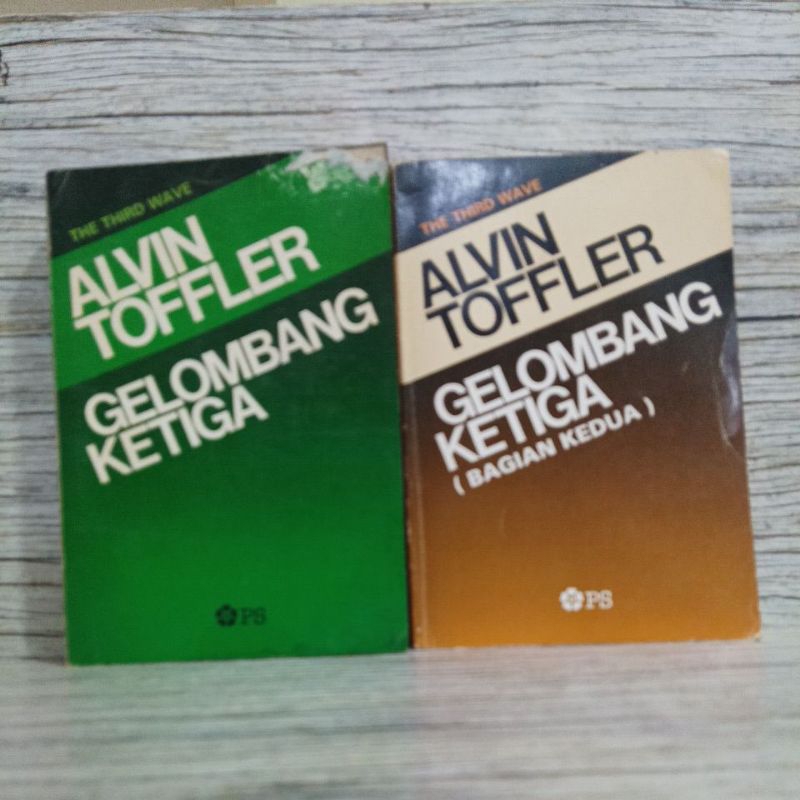 THE THIRD WAVE
ALVIN
TOFFLER
GELOMBANG
KETIGA
PS
THE THIRD WAVE
ALVIN
TOFFLER
GELOMBANG
KETIGA
( BAGIAN KEDUA )
PS